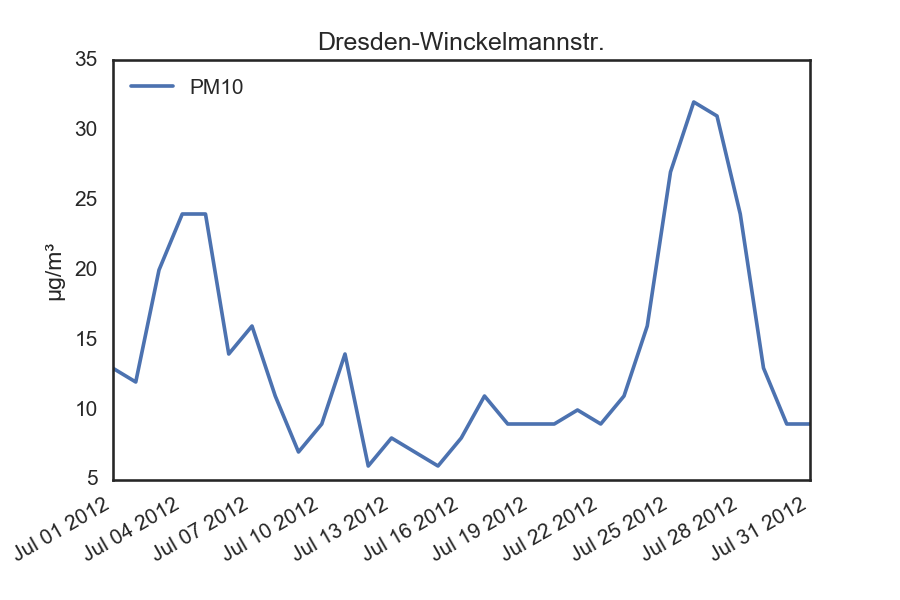 Dresden-Winckelmannstr.
35
PM10
30
25
20
µg/m³
15
10
5
Jul 01 2012
Jul 04 2012
Jul 07 2012
Jul 10 2012
Jul 13 2012
Jul 16 2012
Jul 19 2012
Jul 22 2012
Jul 25 2012
Jul 28 2012
Jul 31 2012